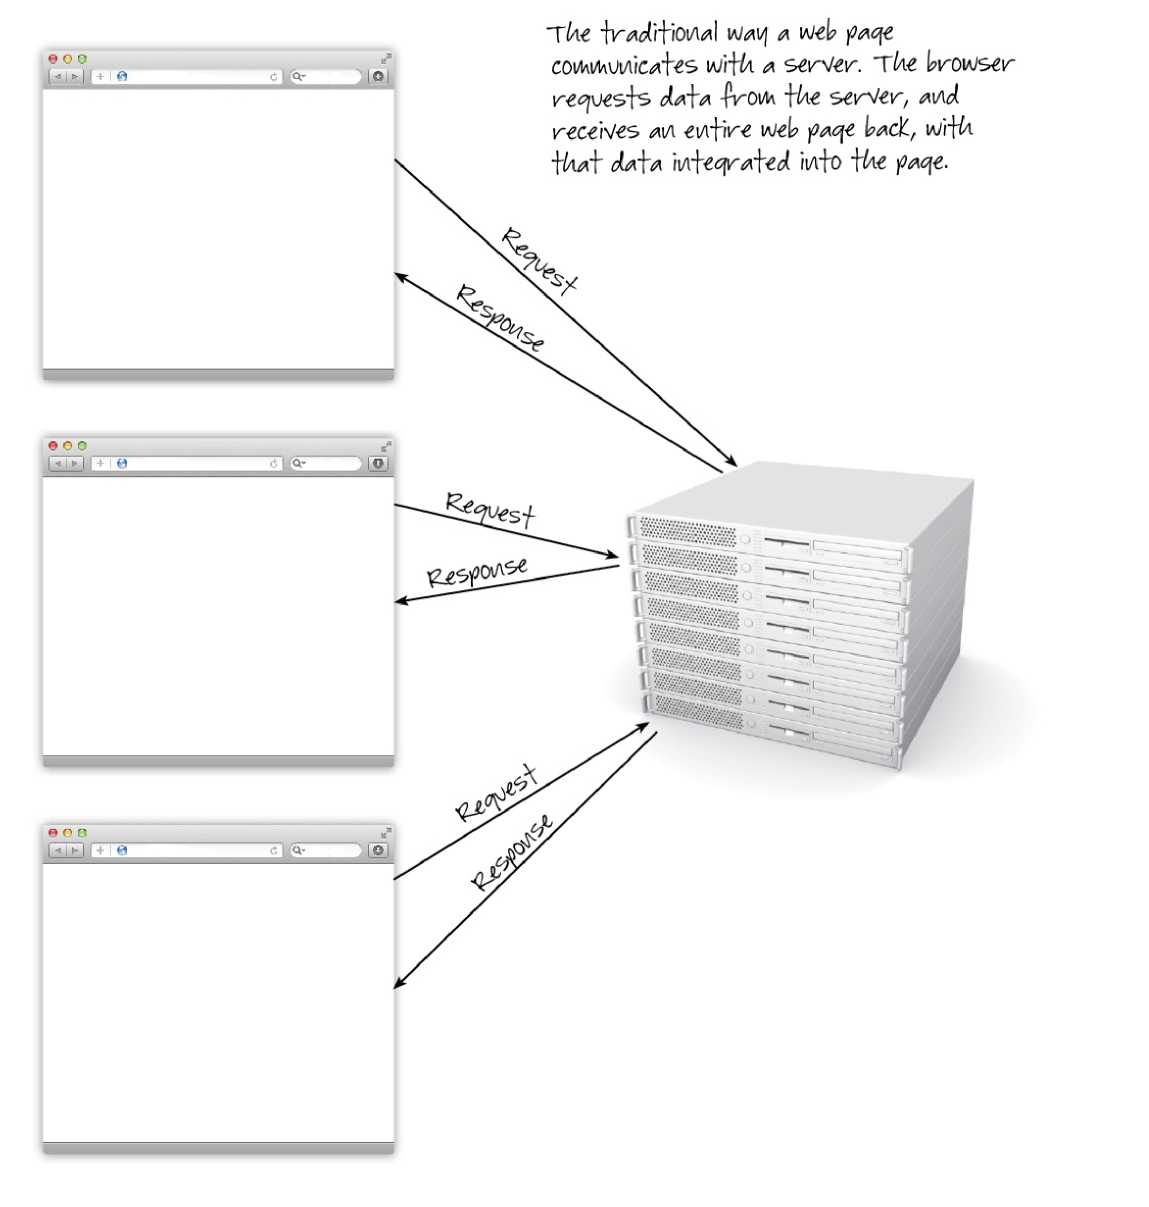 The traditional way a web page
communicates with a server. The browser
requests data from the server, and
receives an entire web page back, with
that data integrated into the page.
Request
Response
Request
Response
Request
Response